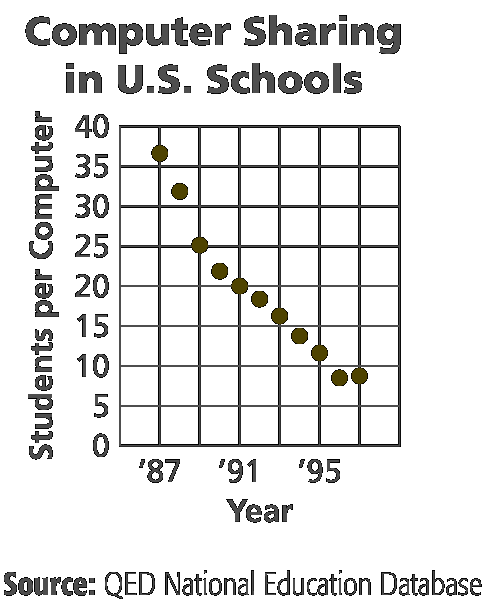 Computer Sharing
in U.S. Schools
Students per Computer
40
35
30
25
20
15
10
5
0
'87 '91 '95
Year
Source: QED National Education Database